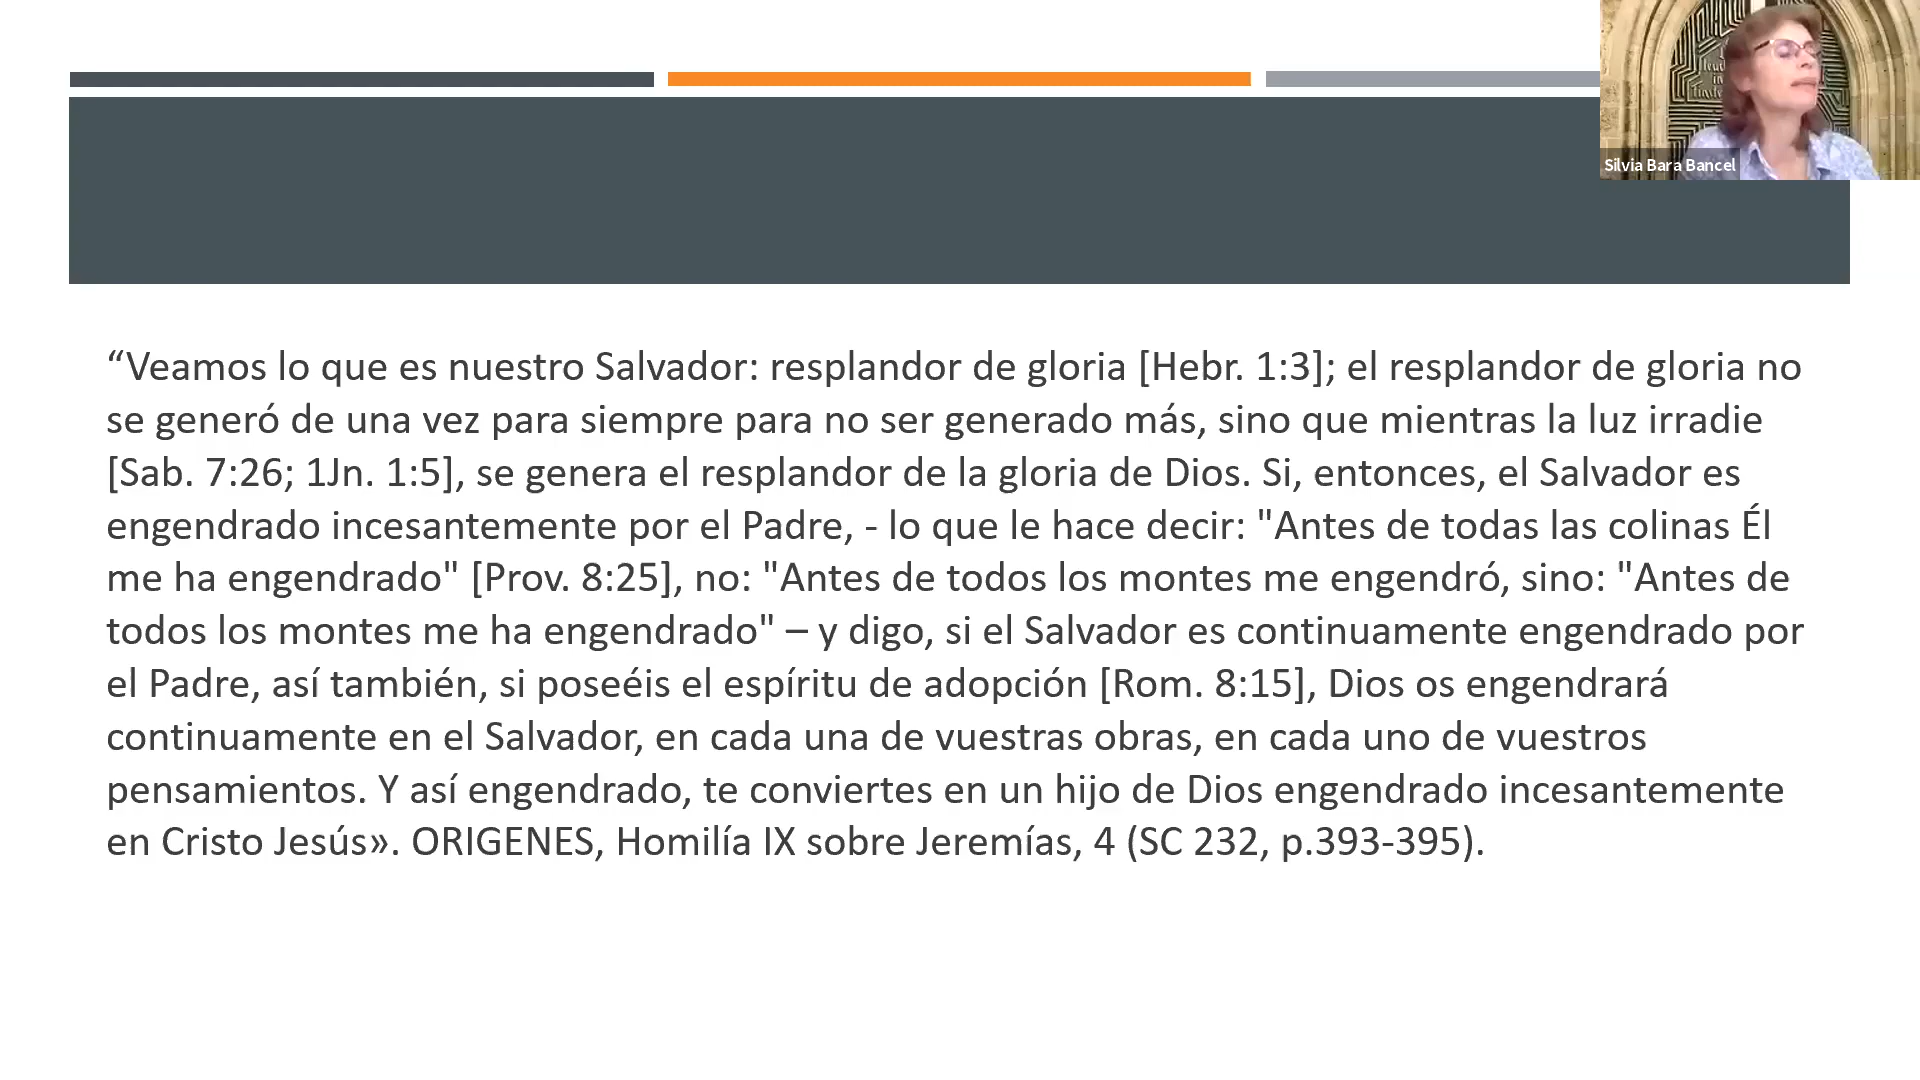 Silvia Bara Bancel
“Veamos lo que es nuestro Salvador: resplandor de gloria [Hebr. 1:3]; el resplandor de gloria no
se generó de una vez para siempre para no ser generado más, sino que mientras la luz irradie
[Sab. 7:26; 1Jn. 1:5], se genera el resplandor de la gloria de Dios. Si, entonces, el Salvador es
engendrado incesantemente por el Padre, - lo que le hace decir: "Antes de todas las colinas Él
me ha engendrado" [Prov. 8:25], no: "Antes de todos los montes me engendró, sino: "Antes de
todos los montes me ha engendrado" – y digo, si el Salvador es continuamente engendrado por
el Padre, así también, si poseéis el espíritu de adopción [Rom. 8:15], Dios os engendrará
continuamente en el Salvador, en cada una de vuestras obras, en cada uno de vuestros
pensamientos. Y así engendrado, te conviertes en un hijo de Dios engendrado incesantemente
en Cristo Jesús». ORIGENES, Homilía IX sobre Jeremías, 4 (SC 232, p.393-395).